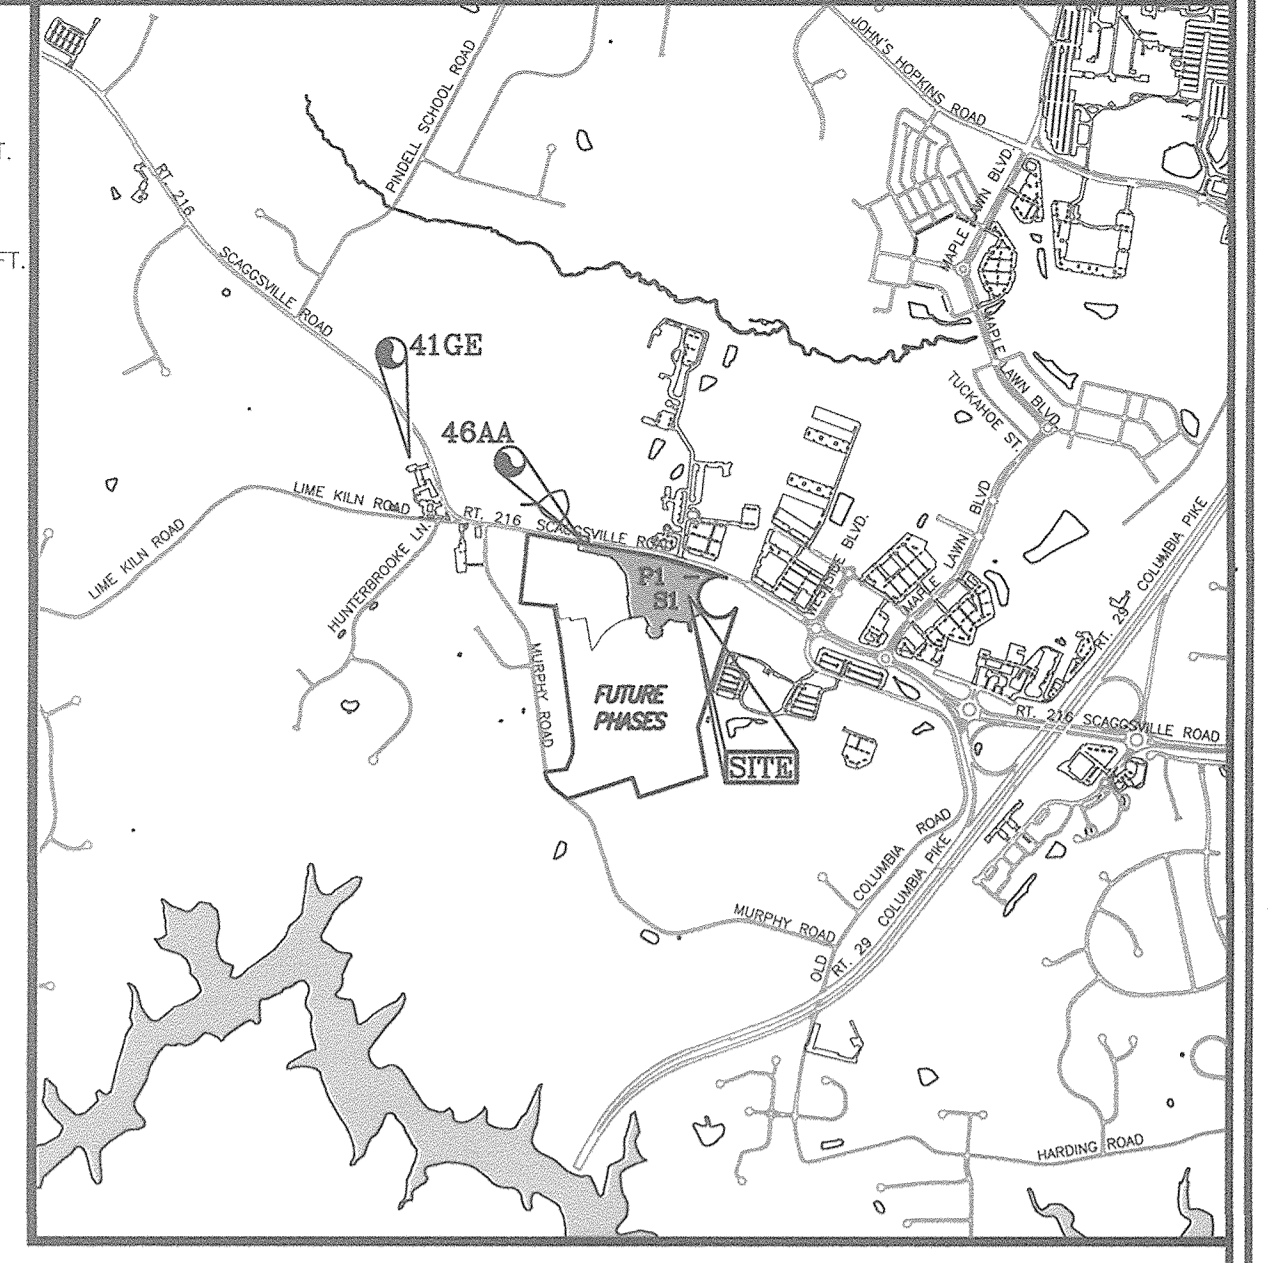 JOHN'S HOPKINS ROAD
T.
PINDELL SCHOOL ROAD
RT. 216
MAPLE LAWN BLVD.
FT.
SCAGGSVILLE ROAD
41GE
MAPLE LAWN BLVD
TUCKAHOE ST.
46AA
LIME KILN ROAD
RT. 216 SCAGGSVILLE ROAD
LIME KILN ROAD
HUNTERBROOKE LN.
WESTSIDE BLVD.
MAPLE LAWN BLVD
RT. 29 COLUMBIA PIKE
P1
S1
MURPHY ROAD
FUTURE
PHASES
RT. 216 SCAGGSVILLE ROAD
SITE
OLD COLUMBIA ROAD
RT. 29 COLUMBIA PIKE
MURPHY ROAD
HARDING ROAD